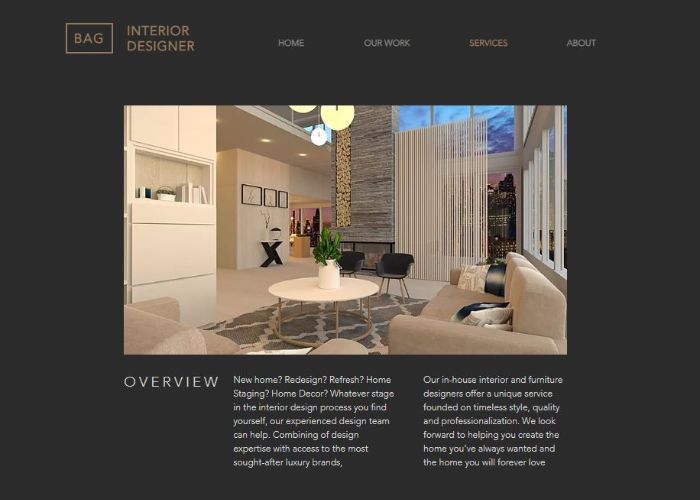 BAG
INTERIOR
DESIGNER
HOME
OUR WORK
SERVICES
ABOUT
OVERVIEW
New home? Redesign? Refresh? Home
Staging? Home Decor? Whatever stage
in the interior design process you find
yourself, our experienced design team
can help. Combining of design
expertise with access to the most
sought-after luxury brands,
Our in-house interior and furniture
designers offer a unique service
founded on timeless style, quality
and professionalization. We look
forward to helping you create the
home you've always wanted and
the home you will forever love